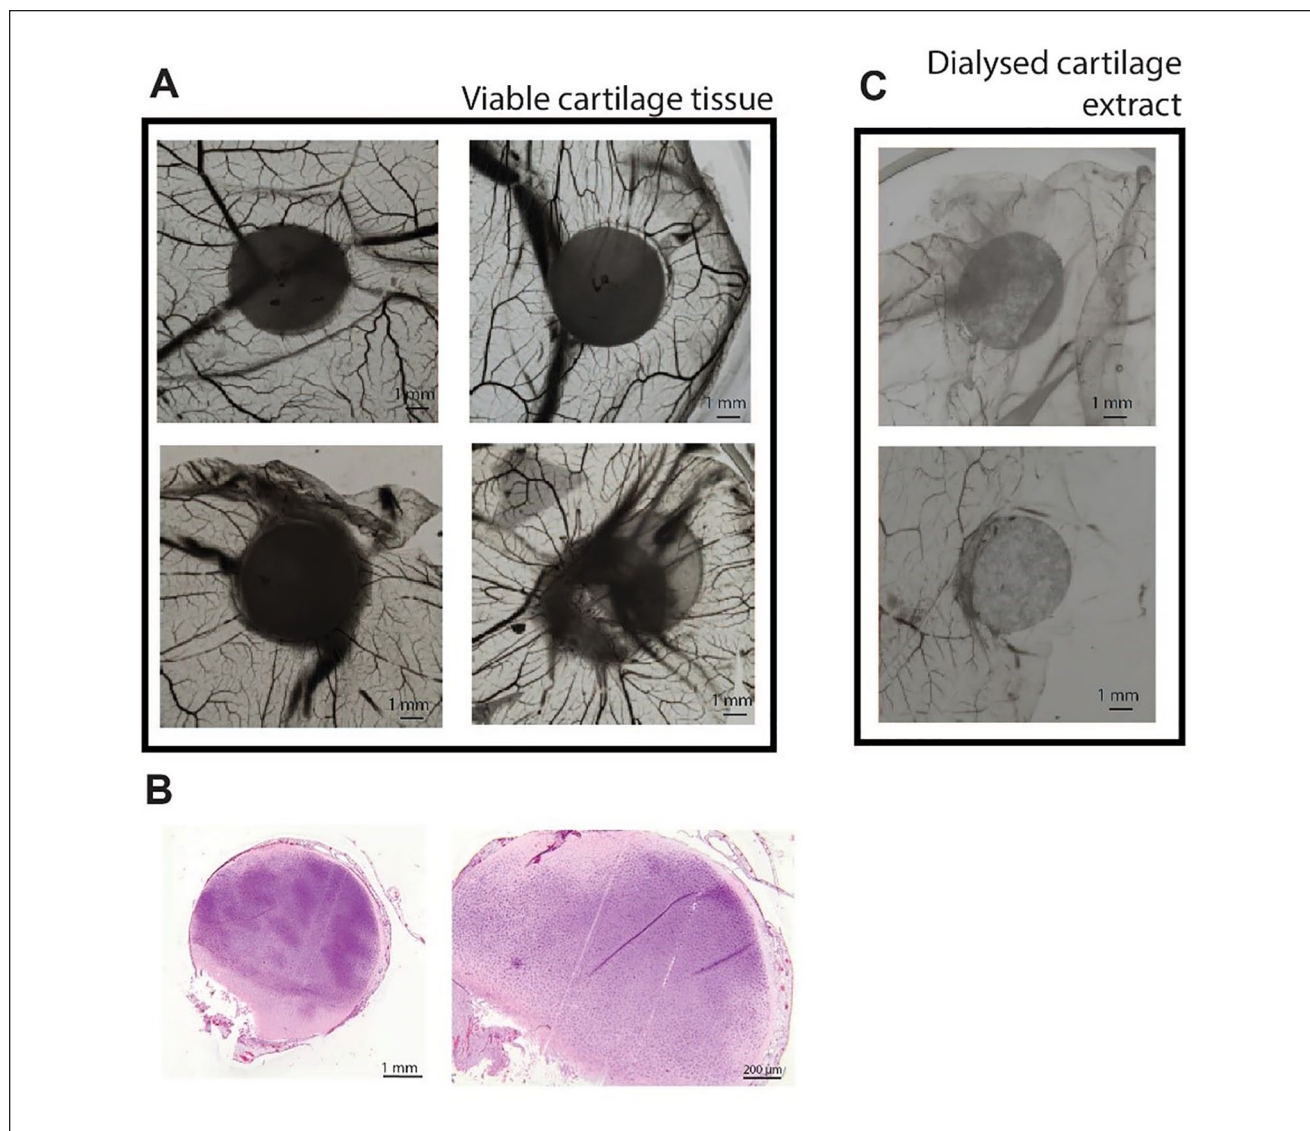 A
Viable cartilage tissue
1 mm
1 mm
1 mm
1 mm
B
1 mm
200 µm
C
Dialysed cartilage
extract
1 mm
1 mm